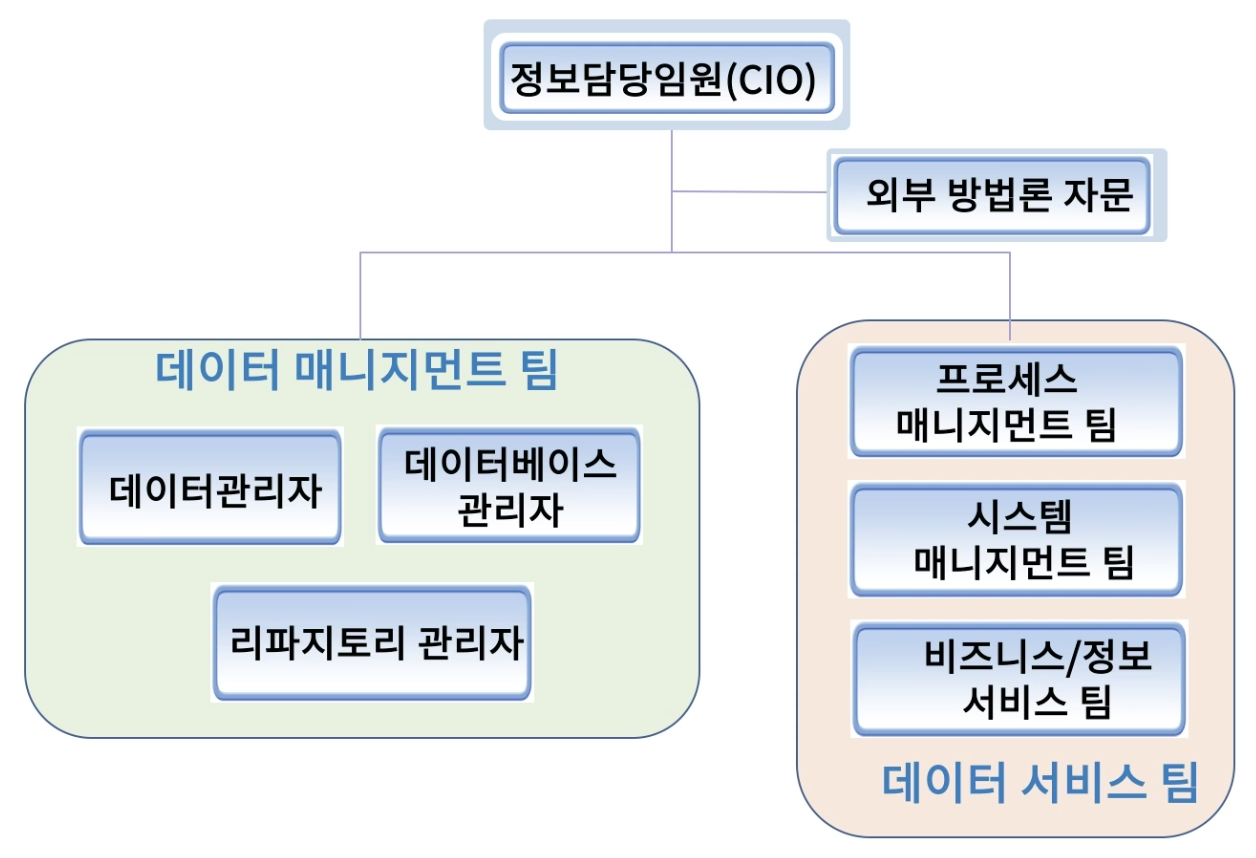 정보담당임원(CIO)
외부 방법론 자문
데이터 매니지먼트 팀
데이터관리자
데이터베이스
관리자
리파지토리 관리자
프로세스
매니지먼트 팀
시스템
매니지먼트 팀
비즈니스/정보
서비스 팀
데이터 서비스 팀